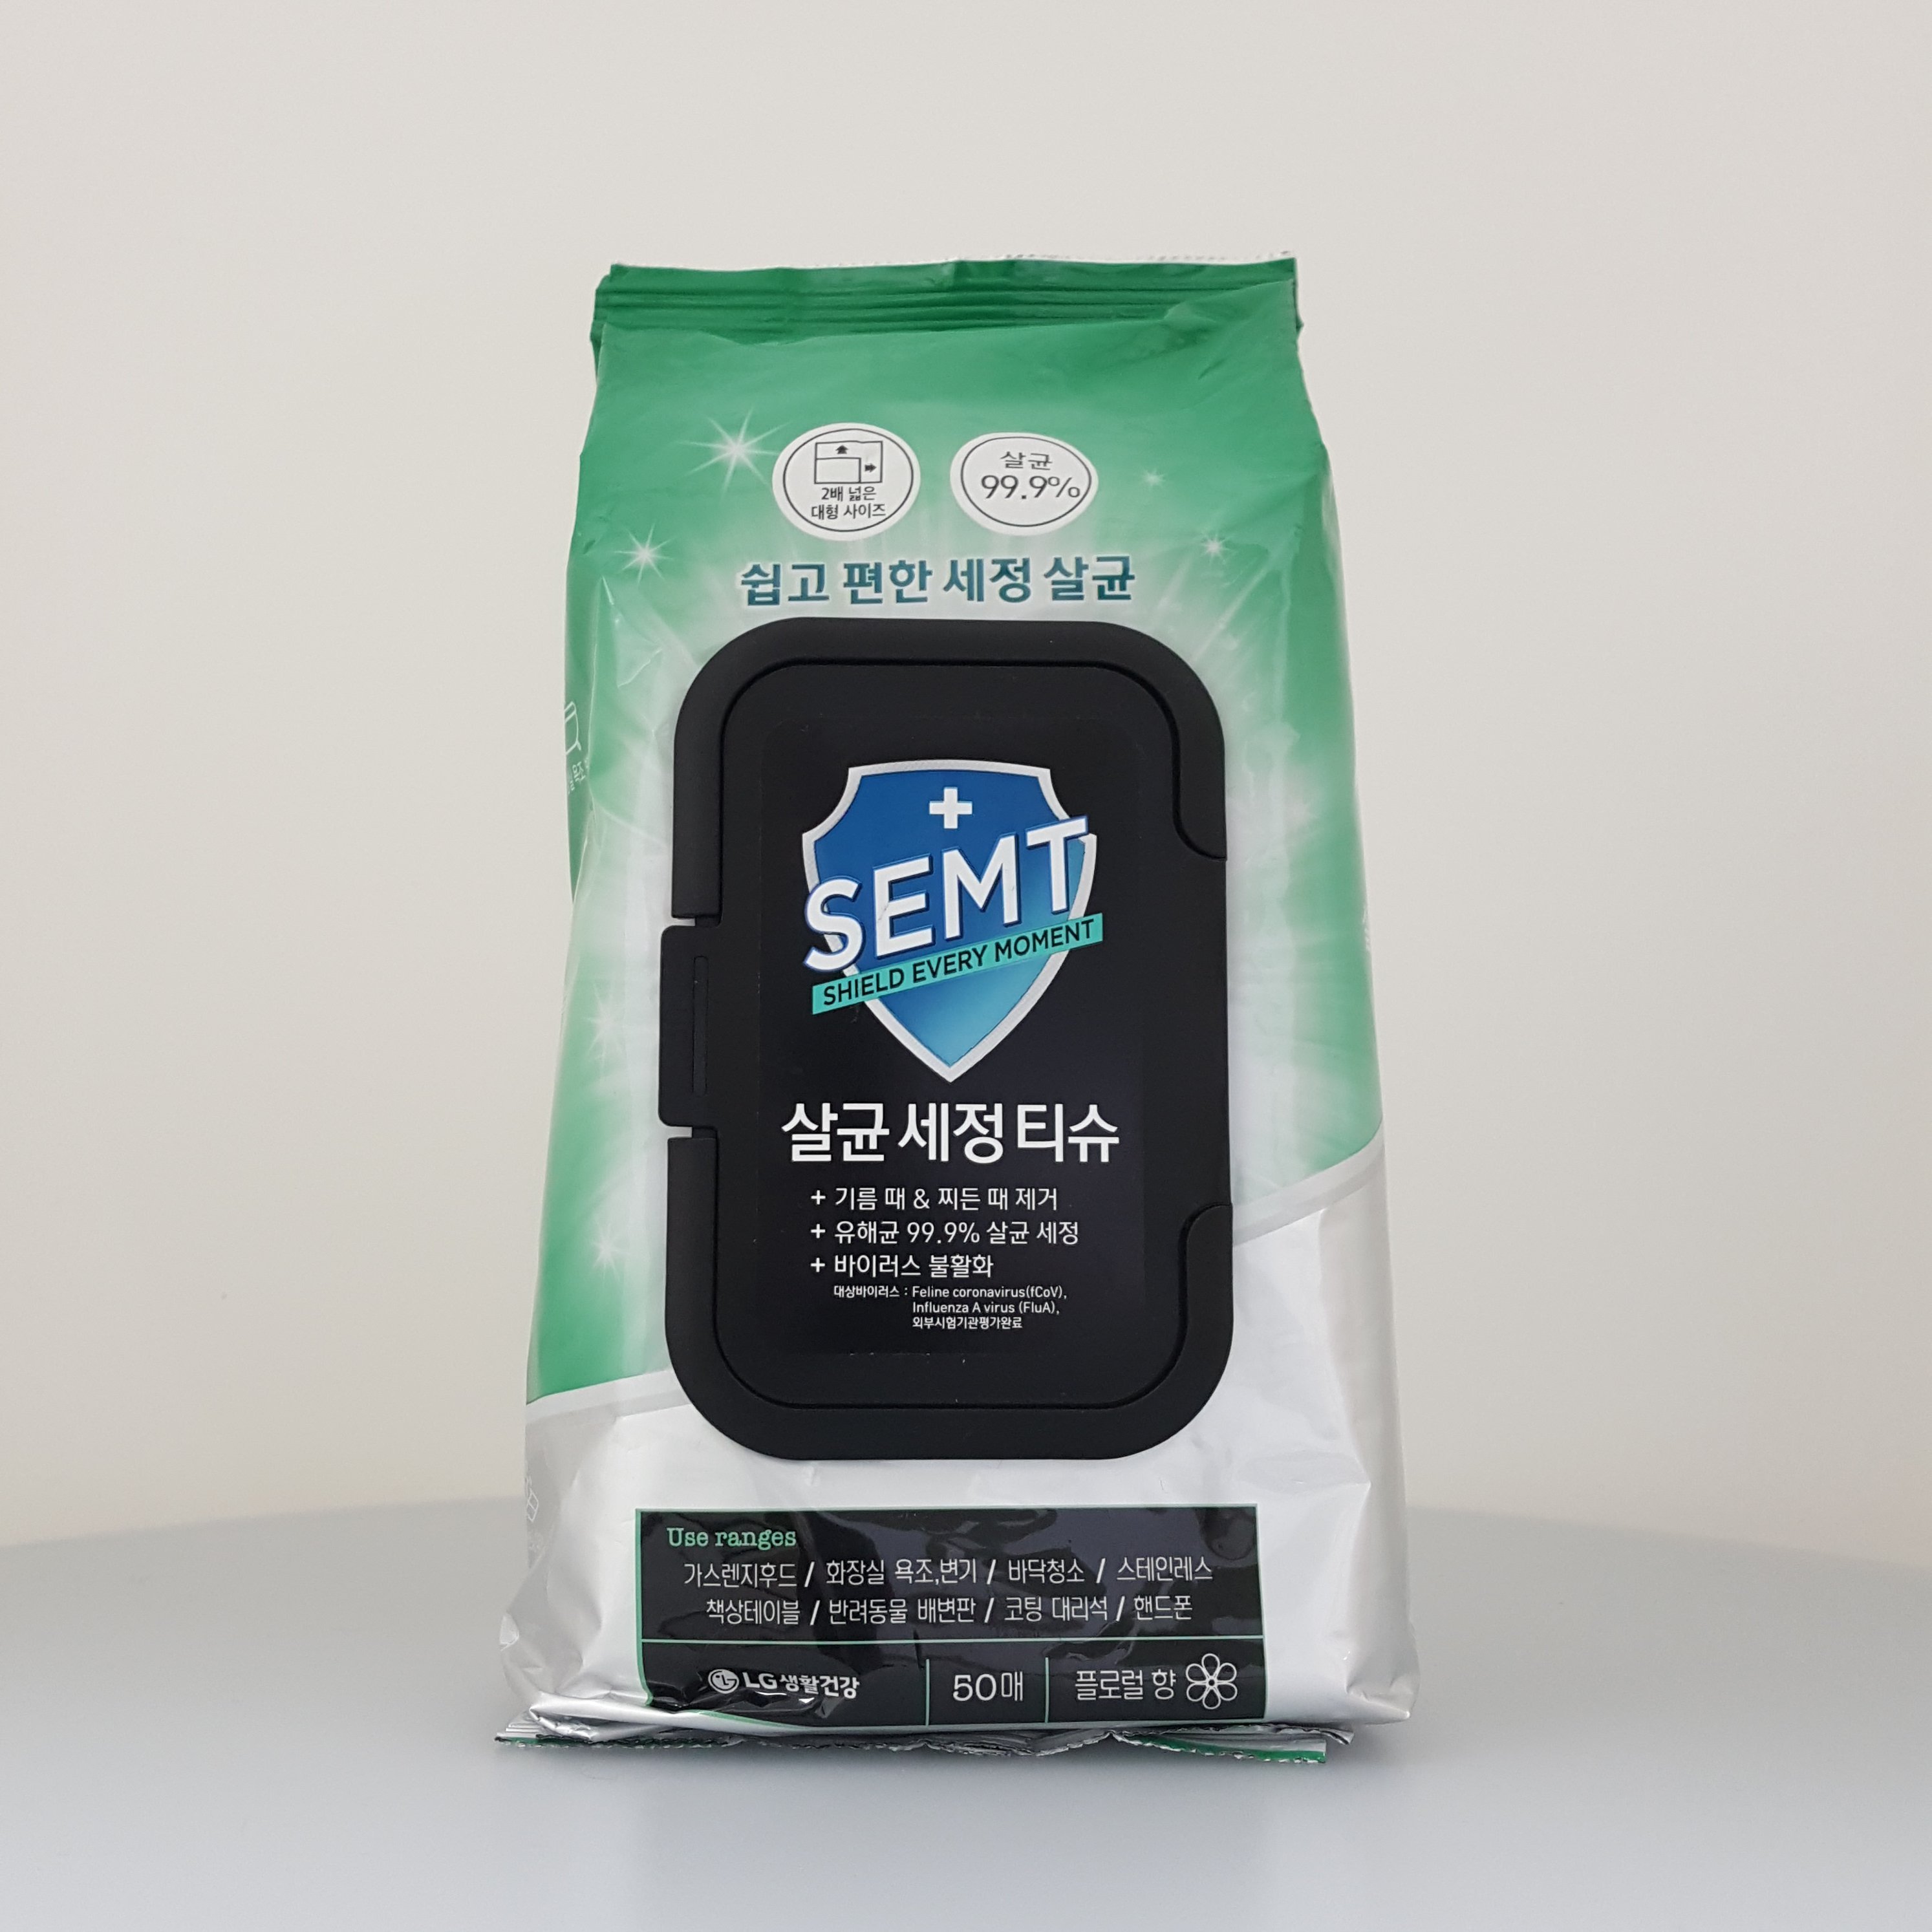 2배 넓은
대형 사이즈
살균
99.9%
쉽고 편한 세정 살균
SEMT
SHIELD EVERY MOMENT
살균 세정 티슈
+ 기름 때 & 찌든 때 제거
+ 유해균 99.9% 살균 세정
+ 바이러스 불활화
대상바이러스 : Feline coronavirus(fCoV),
Influenza A virus (FluA),
외부시험기관평가완료
Use ranges
가스렌지후드 / 화장실 욕조,변기 / 바닥청소 / 스테인레스
책상테이블 / 반려동물 배변판 / 코팅 대리석 / 핸드폰
LG생활건강
50매
플로럴 향